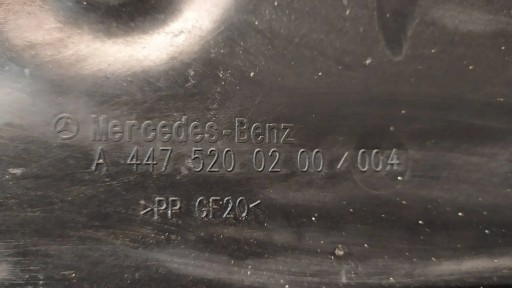 Mercedes-Benz
A 447 520 02 00 / 004
>PP GF20<